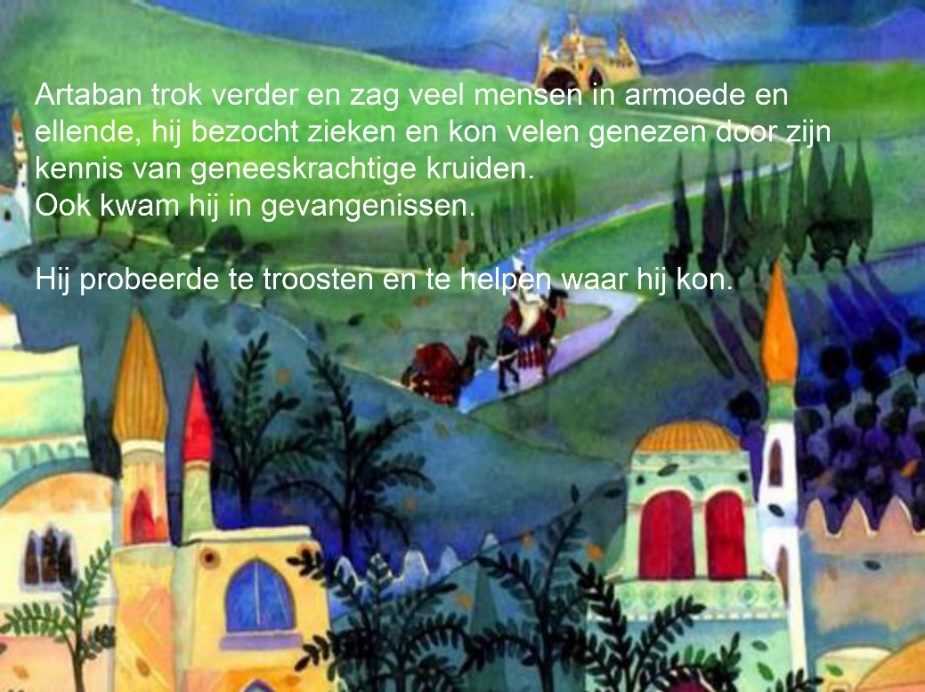 Artaban trok verder en zag veel mensen in armoede en
ellende, hij bezocht zieken en kon velen genezen door zijn
kennis van geneeskrachtige kruiden.
Ook kwam hij in gevangenissen.
Hij probeerde te troosten en te helpen waar hij kon.